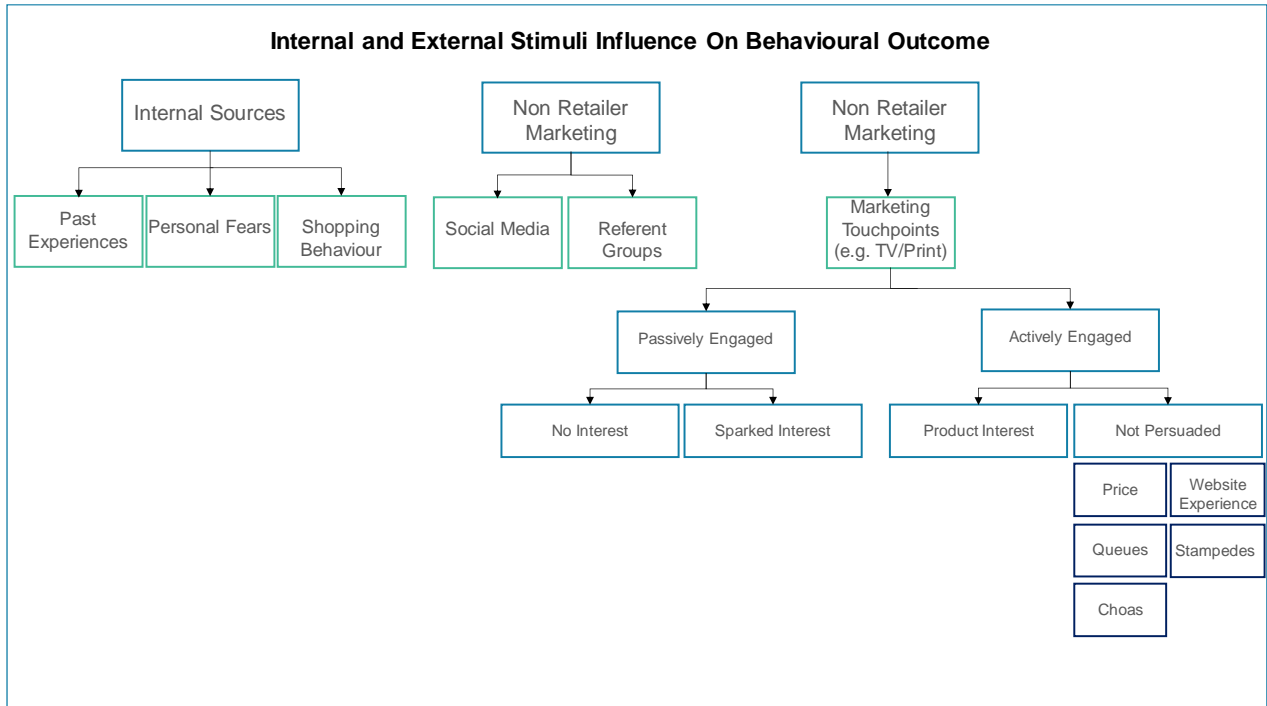 Internal and External Stimuli Influence On Behavioural Outcome
Internal Sources
Non Retailer
Marketing
Non Retailer
Marketing
Past
Experiences
Personal Fears
Shopping
Behaviour
Social Media
Referent
Groups
Marketing
Touchpoints
(e.g. TV/Print)
Passively Engaged
Actively Engaged
No Interest
Sparked Interest
Product Interest
Not Persuaded
Price
Website
Experience
Queues
Stampedes
Choas